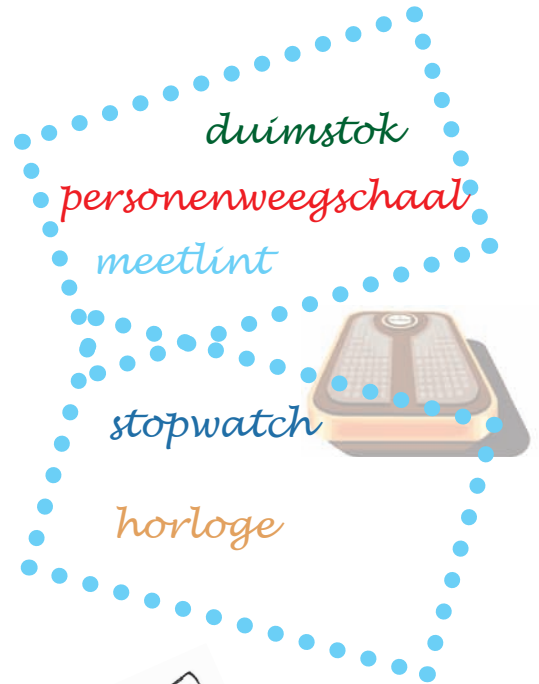 duimstok
personenweegschaal
meetlint
stopwatch
horloge